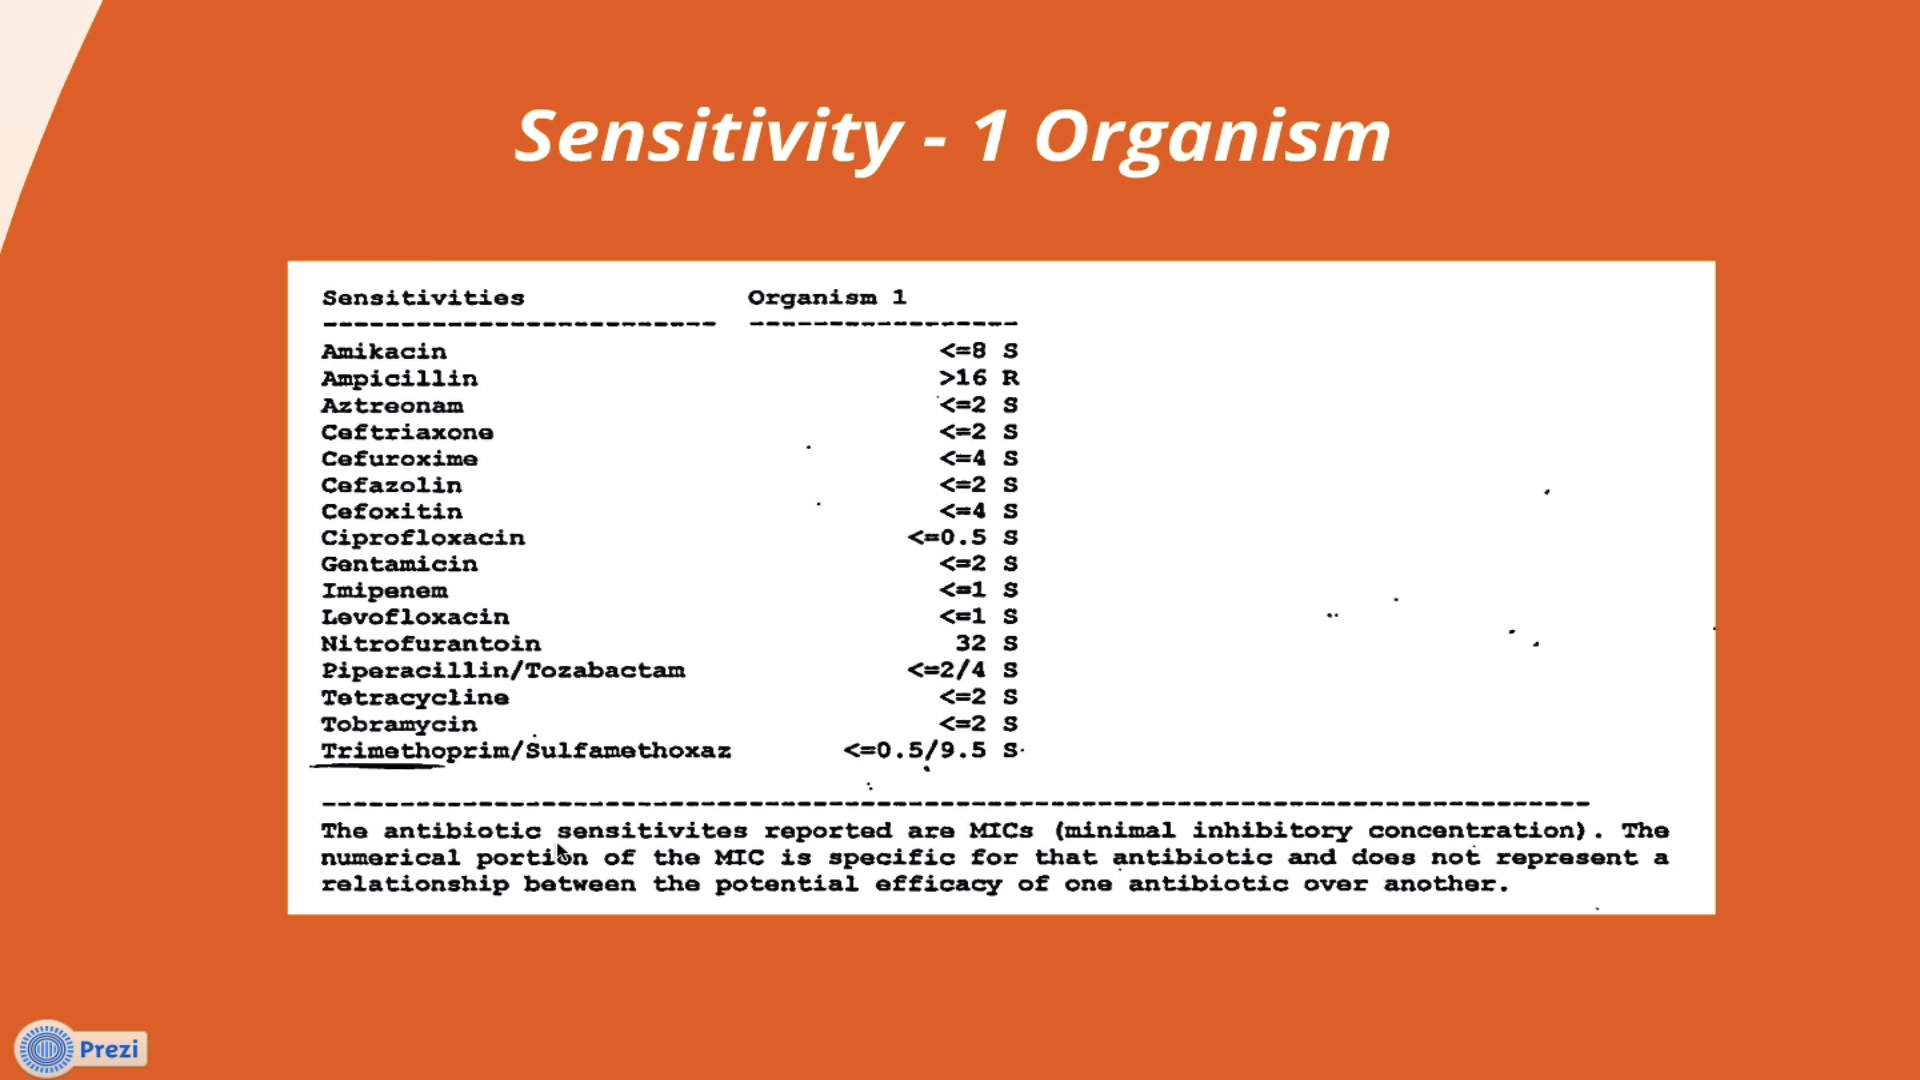 Sensitivity - 1 Organism
Sensitivities Organism 1
Amikacin <=8 S
Ampicillin >16 R
Aztreonam <=2 S
Ceftriaxone <=2 S
Cefuroxime <=4 S
Cefazolin <=2 S
Cefoxitin <=4 S
Ciprofloxacin <=0.5 S
Gentamicin <=2 S
Imipenem <=1 S
Levofloxacin <=1 S
Nitrofurantoin 32 S
Piperacillin/Tozabactam <=2/4 S
Tetracycline <=2 S
Tobramycin <=2 S
Trimethoprim/Sulfamethoxaz <=0.5/9.5 S
The antibiotic sensitivites reported are MICs (minimal inhibitory concentration). The
numerical portion of the MIC is specific for that antibiotic and does not represent a
relationship between the potential efficacy of one antibiotic over another.
Prezi